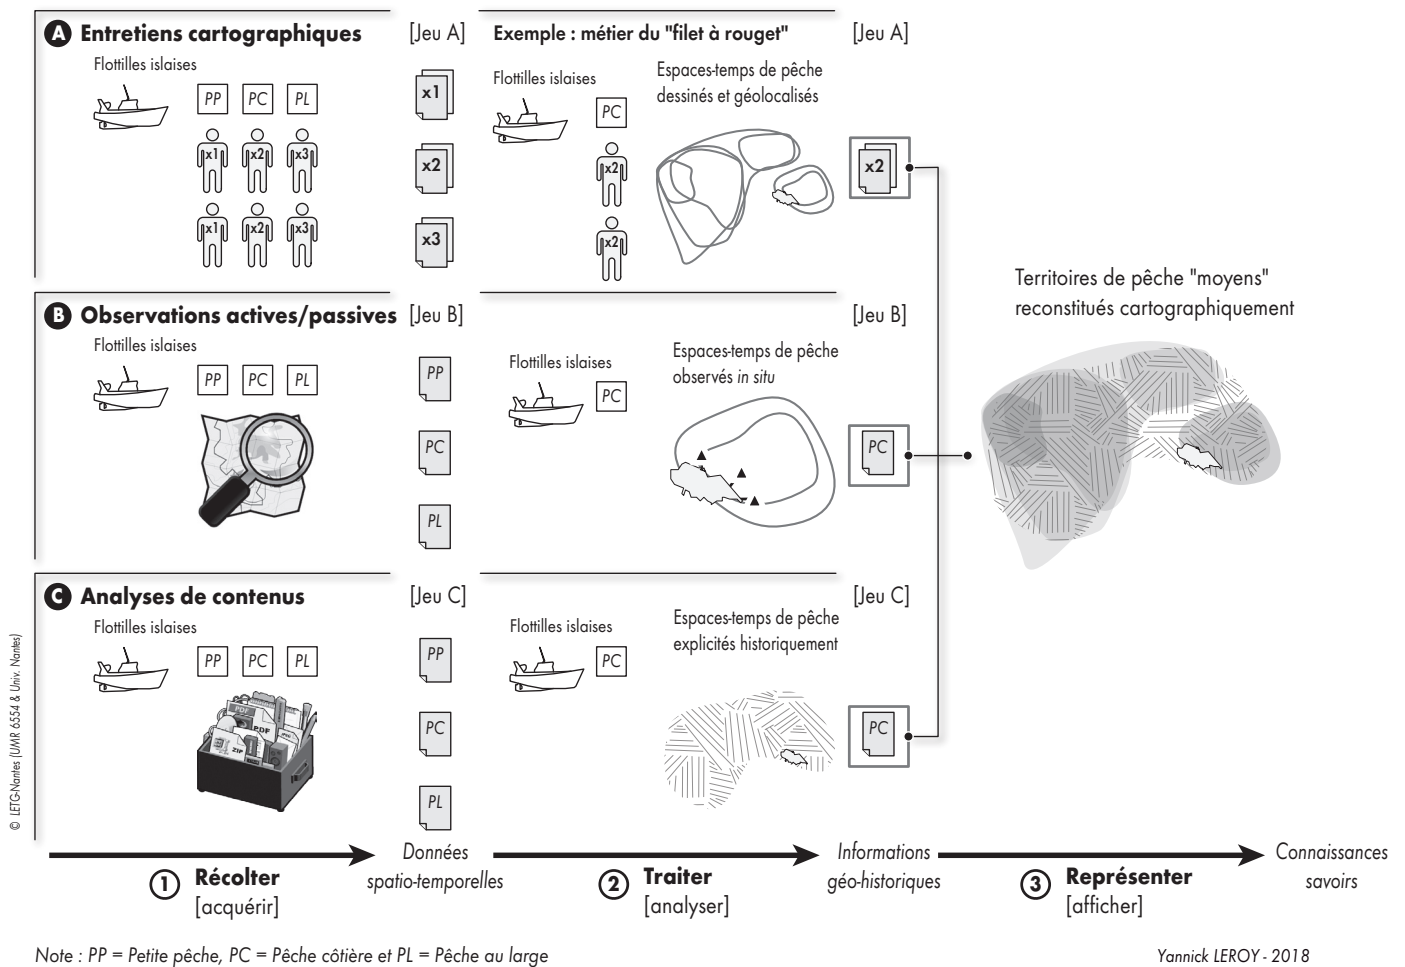 A Entretiens cartographiques [Jeu A]
Flottilles islaises
PP PC PL
x1 x2 x3
x1 x2 x3
x1
x2
x3
Exemple : métier du "filet à rouget" [Jeu A]
Flottilles islaises
PC
x2
x2
Espaces-temps de pêche
dessinés et géolocalisés
x2
B Observations actives/passives [Jeu B]
Flottilles islaises
PP PC PL
PP
PC
PL
[Jeu B]
Flottilles islaises
PC
Espaces-temps de pêche
observés in situ
PC
C Analyses de contenus [Jeu C]
Flottilles islaises
PP PC PL
PDF
PDF
ZIP
PP
PC
PL
[Jeu C]
Flottilles islaises
PC
Espaces-temps de pêche
explicités historiquement
PC
Territoires de pêche "moyens"
reconstitués cartographiquement
1 Récolter
[acquérir]
Données
spatio-temporelles
2 Traiter
[analyser]
Informations
géo-historiques
3 Représenter
[afficher]
Connaissances
savoirs
Note : PP = Petite pêche, PC = Pêche côtière et PL = Pêche au large
Yannick LEROY - 2018
© LETG-Nantes (UMR 6554 & Univ. Nantes)